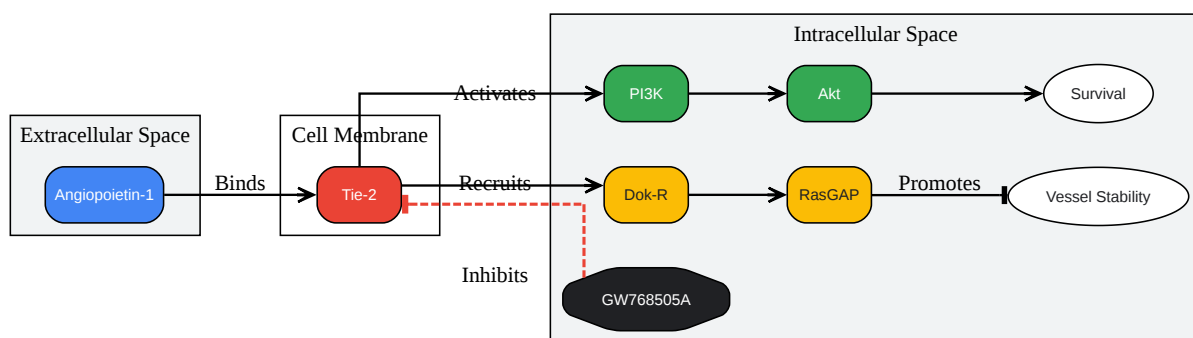 Intracellular Space
Activates
PI3K
Akt
Survival
Extracellular Space
Cell Membrane
Angiopoietin-1
Binds
Tie-2
Recruits
Dok-R
RasGAP
Promotes
Vessel Stability
Inhibits
GW768505A